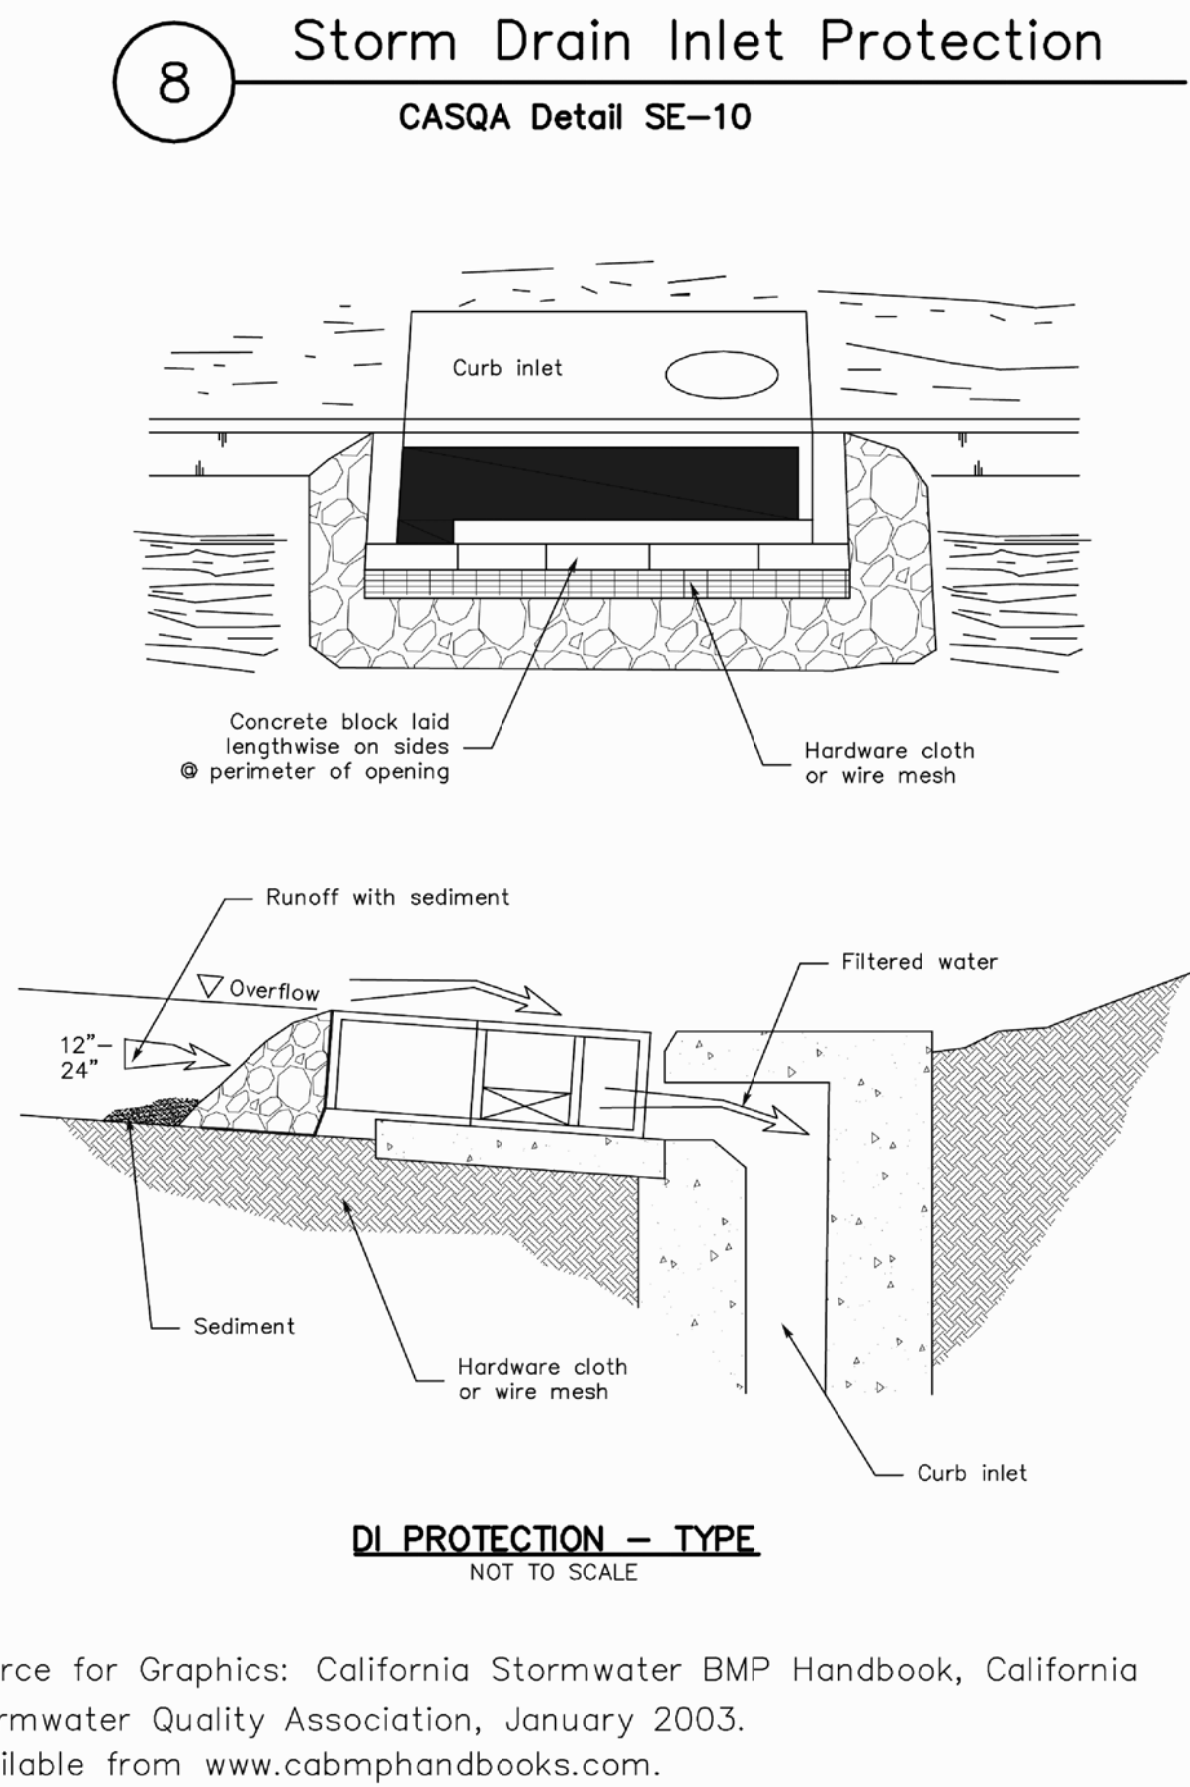 Storm Drain Inlet Protection
8
CASQA Detail SE-10
Curb inlet
Concrete block laid
lengthwise on sides
@ perimeter of opening
Hardware cloth
or wire mesh
Runoff with sediment
Filtered water
Overflow
12"-
24"
Sediment
Hardware cloth
or wire mesh
Curb inlet
DI PROTECTION - TYPE
NOT TO SCALE
rce for Graphics: California Stormwater BMP Handbook, California
rmwater Quality Association, January 2003.
ilable from www.cabmphandbooks.com.